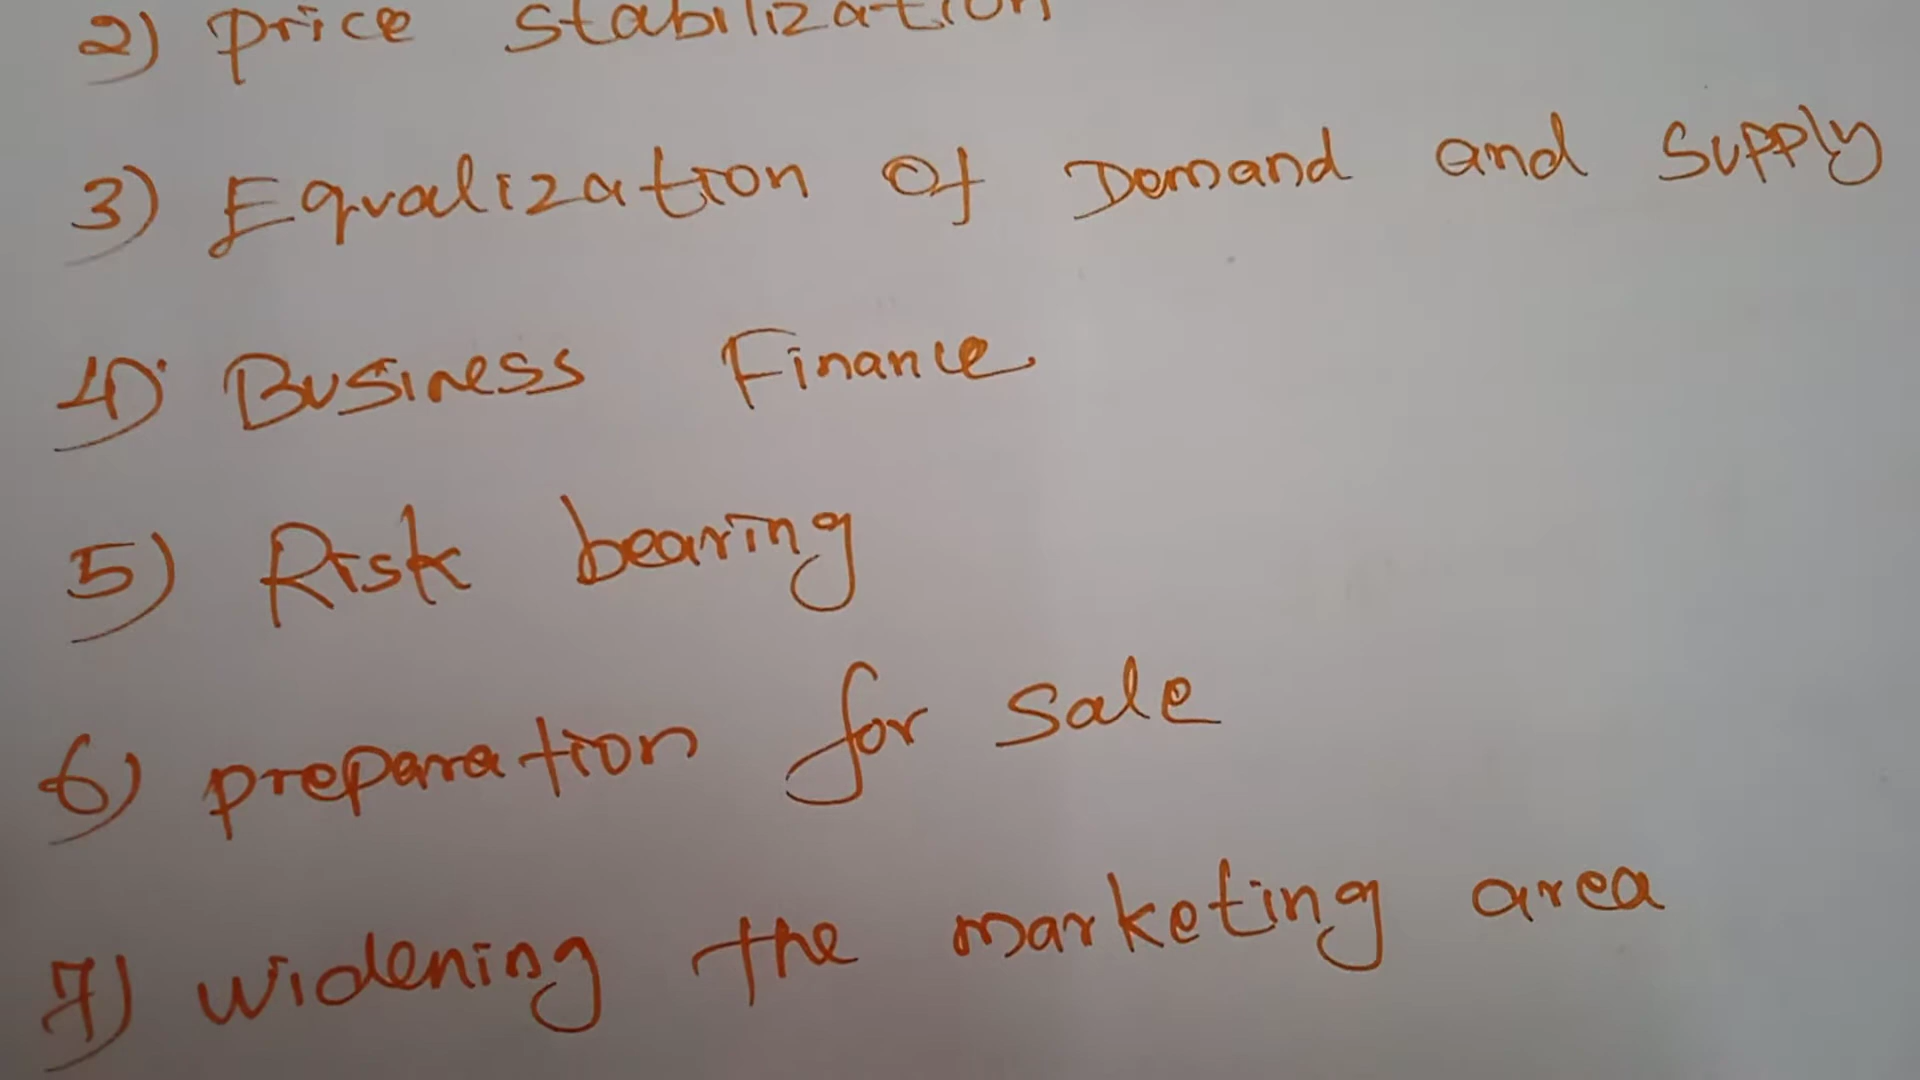 2) price stabilization
3) Equalization Of Demand and Supply
4) Business Finance
5) Risk bearing
6) preparation for sale
7) widening the marketing area